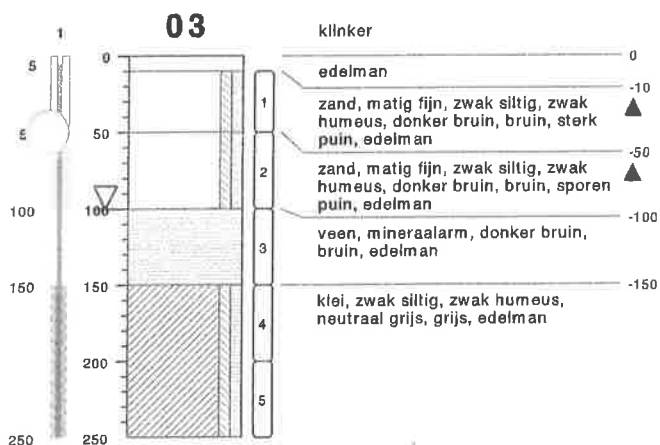 03
1
5
0
50
100
150
200
250
100
150
250
1
2
3
4
5
klinker
0
edelman
-10
zand, matig fijn, zwak siltig, zwak
humeus, donker bruin, bruin, sterk
puin, edelman
-50
zand, matig fijn, zwak siltig, zwak
humeus, donker bruin, bruin, sporen
puin, edelman
-100
veen, mineraalarm, donker bruin,
bruin, edelman
-150
klei, zwak siltig, zwak humeus,
neutraal grijs, grijs, edelman